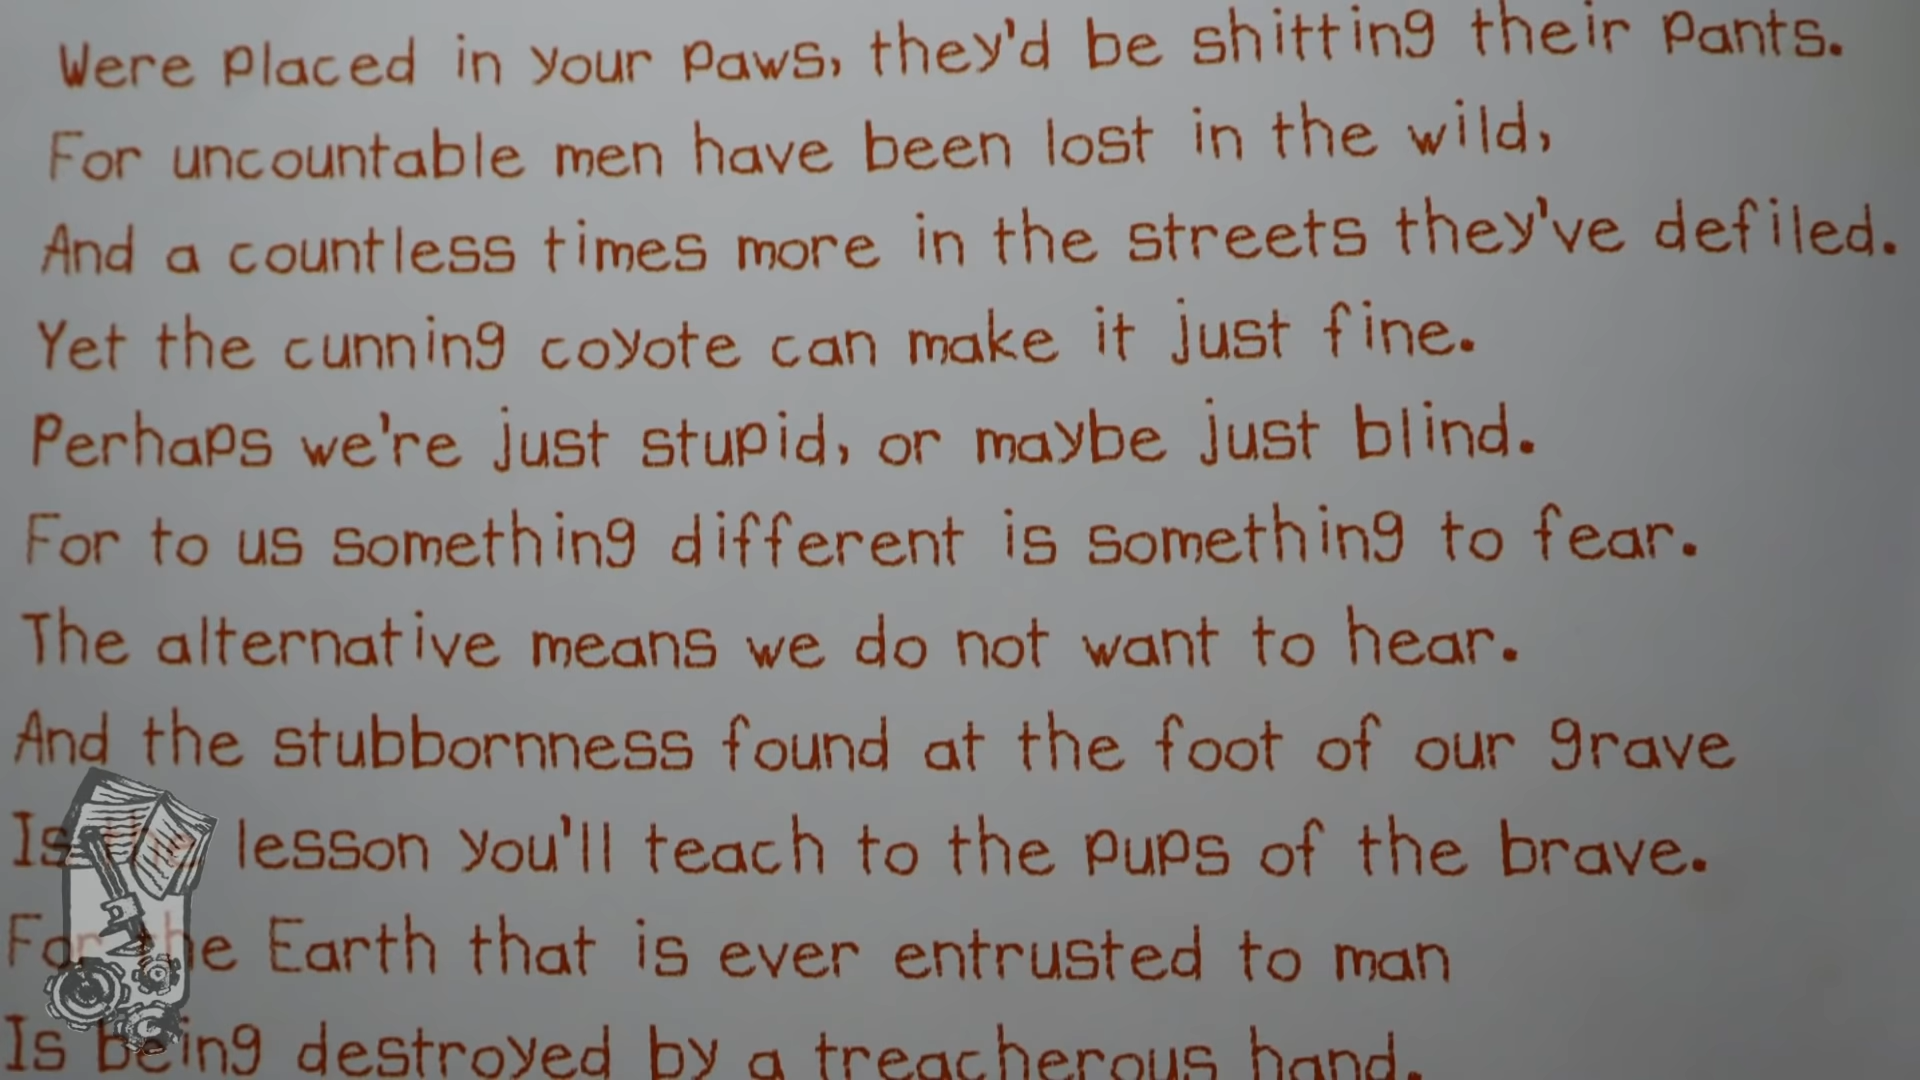 Were placed in your paws, they'd be shitting their pants.
For uncountable men have been lost in the wild,
And a countless times more in the streets they've defiled.
Yet the cunning coyote can make it just fine.
Perhaps we're just stupid, or maybe just blind.
For to us something different is something to fear.
The alternative means we do not want to hear.
And the stubbornness found at the foot of our grave
Is the lesson you'll teach to the pups of the brave.
For the Earth that is ever entrusted to man
Is being destroyed by a treacherous hand.